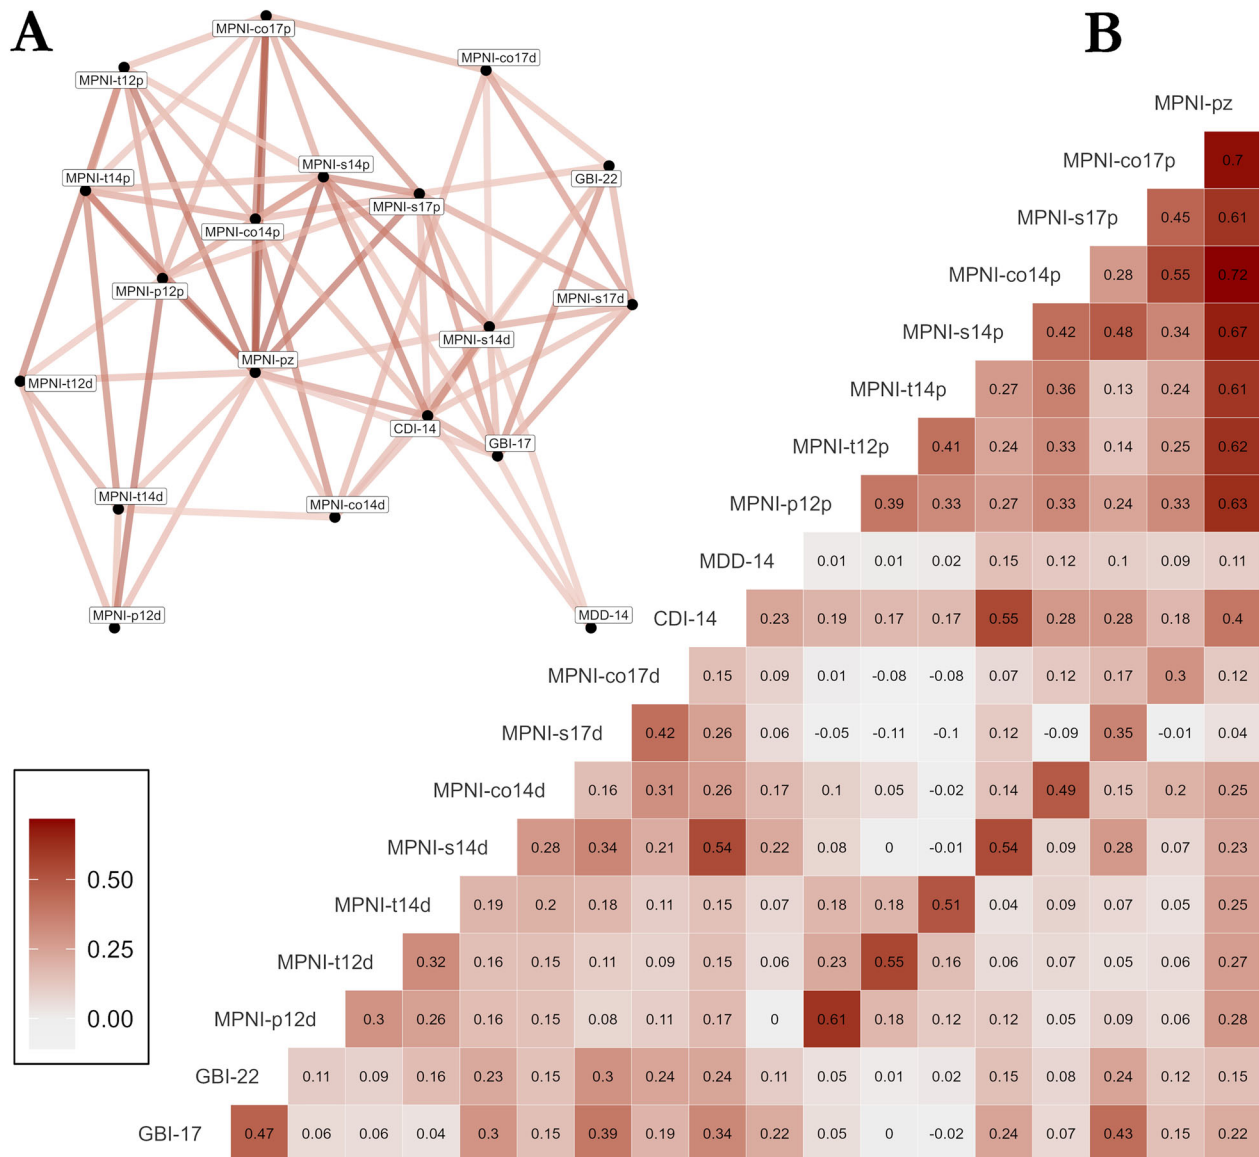 A
B
MPNI-co17p
MPNI-co17d
MPNI-t12p
MPNI-s14p
GBI-22
MPNI-t14p
MPNI-s17p
MPNI-co14p
MPNI-p12p
MPNI-s17d
MPNI-s14d
MPNI-pz
MPNI-t12d
CDI-14
GBI-17
MPNI-t14d
MPNI-co14d
MPNI-p12d
MDD-14
0.50
0.25
0.00
MPNI-pz
MPNI-co17p 0.7
MPNI-s17p 0.45 0.61
MPNI-co14p 0.28 0.55 0.72
MPNI-s14p 0.42 0.48 0.34 0.67
MPNI-t14p 0.27 0.36 0.13 0.24 0.61
MPNI-t12p 0.41 0.24 0.33 0.14 0.25 0.62
MPNI-p12p 0.39 0.33 0.27 0.33 0.24 0.33 0.63
MDD-14 0.01 0.01 0.02 0.15 0.12 0.1 0.09 0.11
CDI-14 0.23 0.19 0.17 0.17 0.55 0.28 0.28 0.18 0.4
MPNI-co17d 0.15 0.09 0.01 -0.08 -0.08 0.07 0.12 0.17 0.3 0.12
MPNI-s17d 0.42 0.26 0.06 -0.05 -0.11 -0.1 0.12 -0.09 0.35 -0.01 0.04
MPNI-co14d 0.16 0.31 0.26 0.17 0.1 0.05 -0.02 0.14 0.49 0.15 0.2 0.25
MPNI-s14d 0.28 0.34 0.21 0.54 0.22 0.08 0 -0.01 0.54 0.09 0.28 0.07 0.23
MPNI-t14d 0.19 0.2 0.18 0.11 0.15 0.07 0.18 0.18 0.51 0.04 0.09 0.07 0.05 0.25
MPNI-t12d 0.32 0.16 0.15 0.11 0.09 0.15 0.06 0.23 0.55 0.16 0.06 0.07 0.05 0.06 0.27
MPNI-p12d 0.3 0.26 0.16 0.15 0.08 0.11 0.17 0 0.61 0.18 0.12 0.12 0.05 0.09 0.06 0.28
GBI-22 0.11 0.09 0.16 0.23 0.15 0.3 0.24 0.24 0.11 0.05 0.01 0.02 0.15 0.08 0.24 0.12 0.15
GBI-17 0.47 0.06 0.06 0.04 0.3 0.15 0.39 0.19 0.34 0.22 0.05 0 -0.02 0.24 0.07 0.43 0.15 0.22